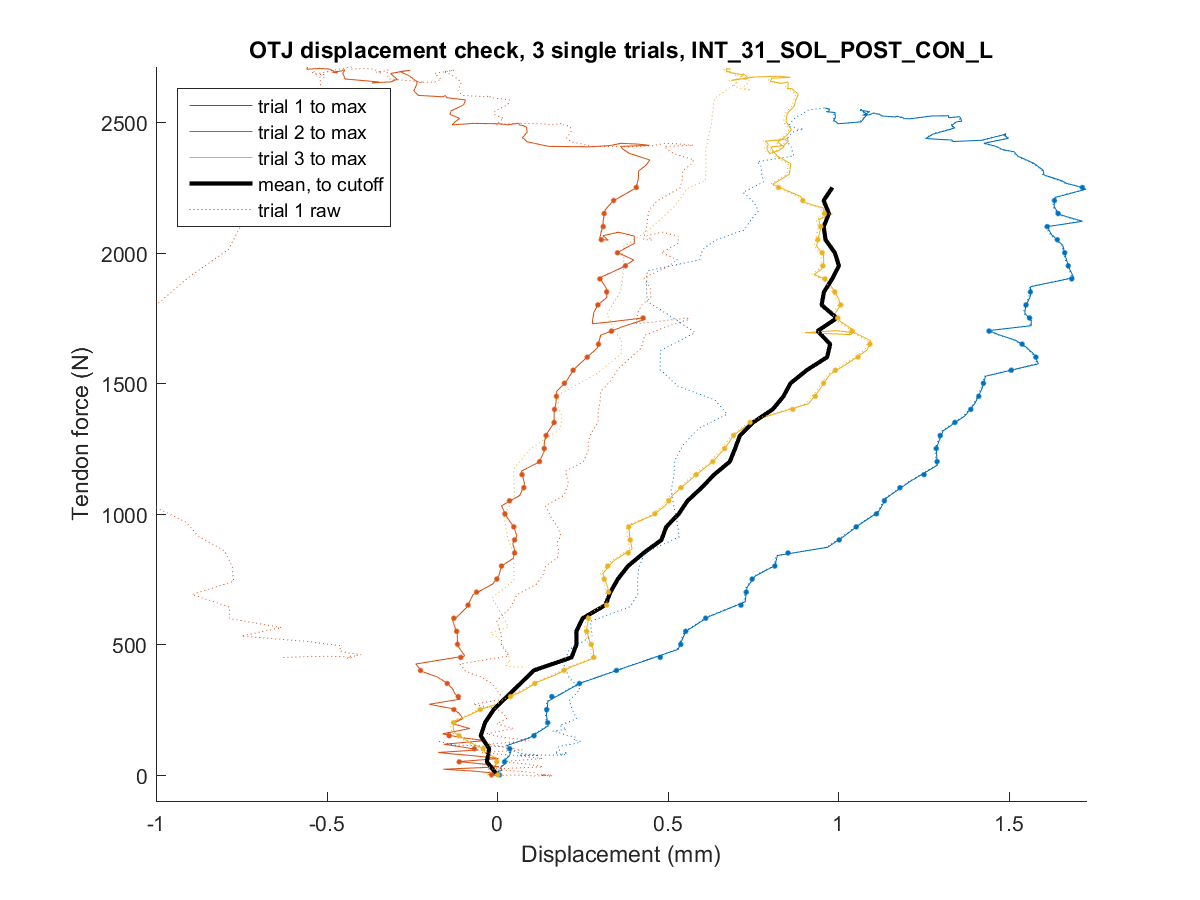 OTJ displacement check, 3 single trials, INT_31_SOL_POST_CON_L
trial 1 to max
trial 2 to max
trial 3 to max
mean, to cutoff
trial 1 raw
2500
2000
1500
1000
500
0
Tendon force (N)
-1
-0.5
0
0.5
1
1.5
Displacement (mm)